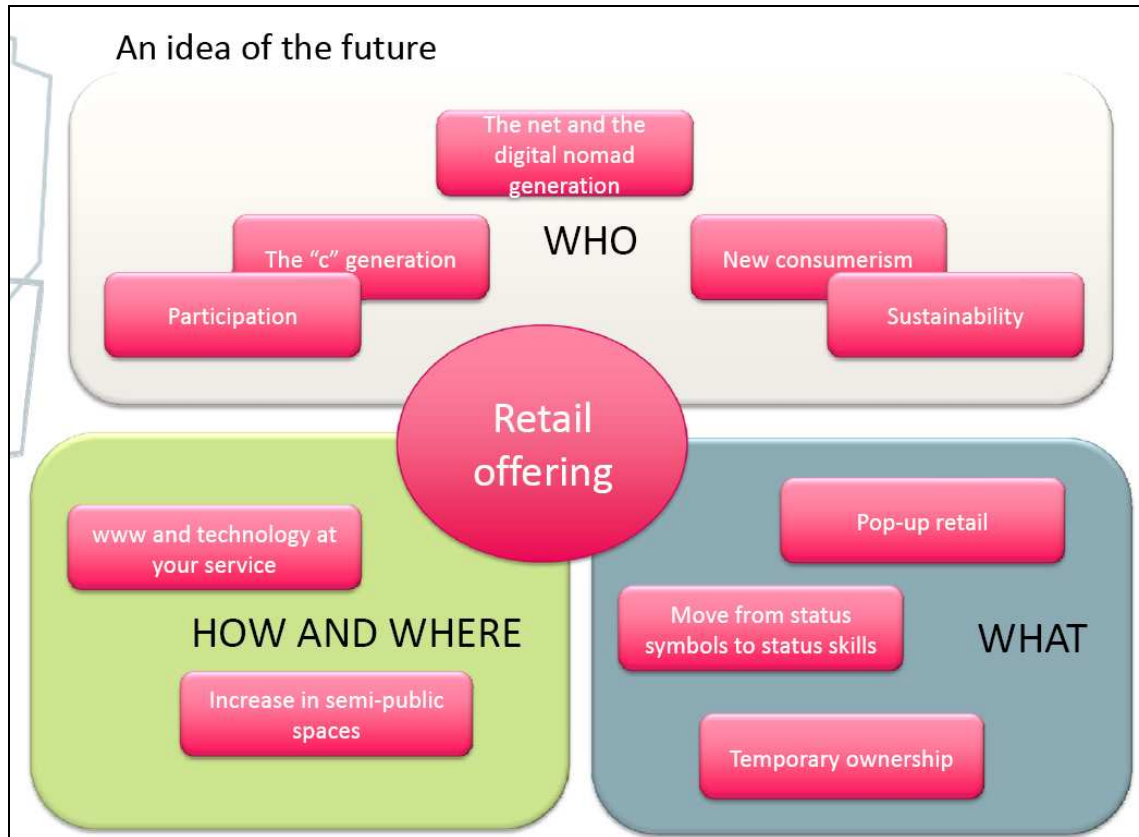 An idea of the future
The net and the
digital nomad
generation
WHO
The “c” generation
New consumerism
Participation
Sustainability
Retail
offering
www and technology at
your service
HOW AND WHERE
Increase in semi-public
spaces
Pop-up retail
Move from status
symbols to status skills
WHAT
Temporary ownership